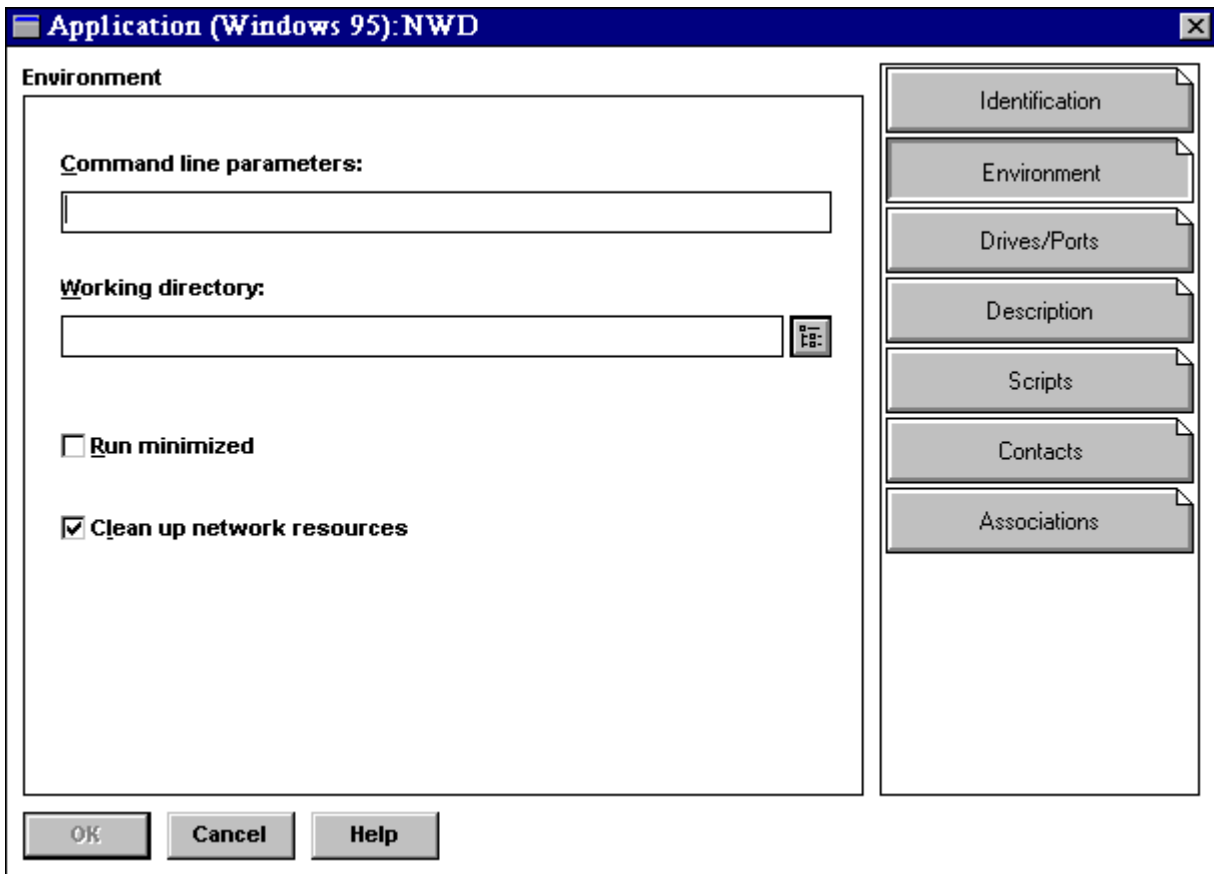 Application (Windows 95):NWD
Environment
Command line parameters:
Working directory:
Run minimized
Clean up network resources
Identification
Environment
Drives/Ports
Description
Scripts
Contacts
Associations
OK
Cancel
Help